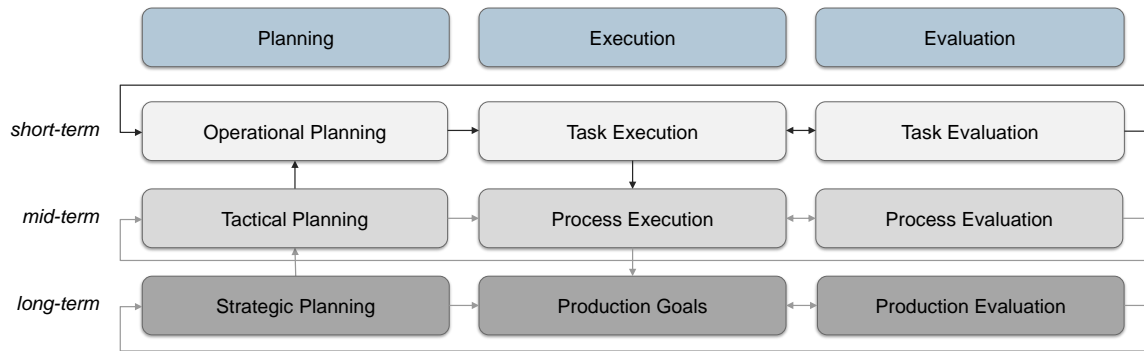 Planning
Execution
Evaluation
short-term
Operational Planning
Task Execution
Task Evaluation
mid-term
Tactical Planning
Process Execution
Process Evaluation
long-term
Strategic Planning
Production Goals
Production Evaluation